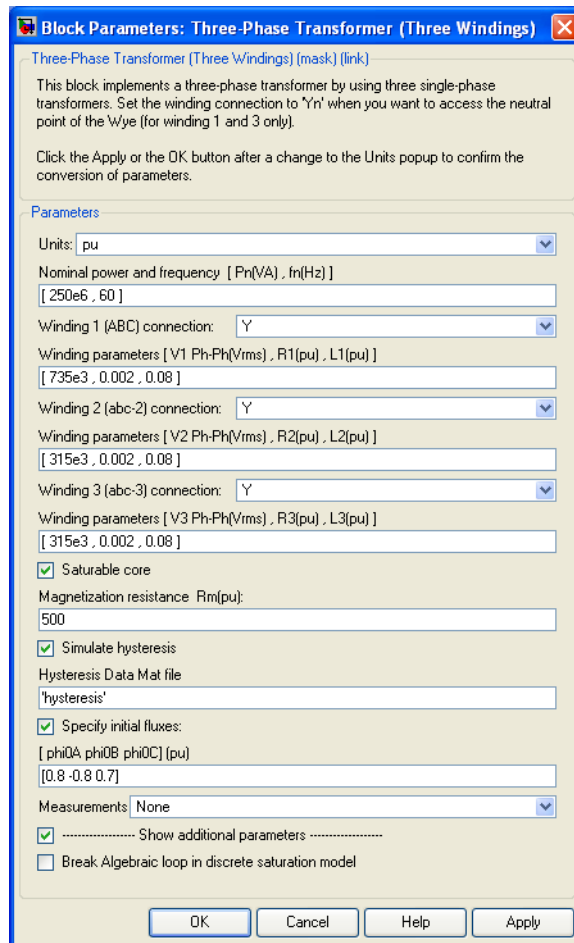 Block Parameters: Three-Phase Transformer (Three Windings)
Three-Phase Transformer (Three Windings) (mask) (link)
This block implements a three-phase transformer by using three single-phase
transformers. Set the winding connection to 'Yn' when you want to access the neutral
point of the Wye (for winding 1 and 3 only).
Click the Apply or the OK button after a change to the Units popup to confirm the
conversion of parameters.
Parameters
Units: pu
Nominal power and frequency [ Pn(VA) , fn(Hz) ]
[ 250e6 , 60 ]
Winding 1 (ABC) connection: Y
Winding parameters [ V1 Ph-Ph(Vrms) , R1(pu) , L1(pu) ]
[ 735e3 , 0.002 , 0.08 ]
Winding 2 (abc-2) connection: Y
Winding parameters [ V2 Ph-Ph(Vrms) , R2(pu) , L2(pu) ]
[ 315e3 , 0.002 , 0.08 ]
Winding 3 (abc-3) connection: Y
Winding parameters [ V3 Ph-Ph(Vrms) , R3(pu) , L3(pu) ]
[ 315e3 , 0.002 , 0.08 ]
Saturable core
Magnetization resistance Rm(pu):
500
Simulate hysteresis
Hysteresis Data Mat file
'hysteresis'
Specify initial fluxes:
[ phi0A phi0B phi0C] (pu)
[0.8 -0.8 0.7]
Measurements None
------------------ Show additional parameters ------------------
Break Algebraic loop in discrete saturation model
OK Cancel Help Apply